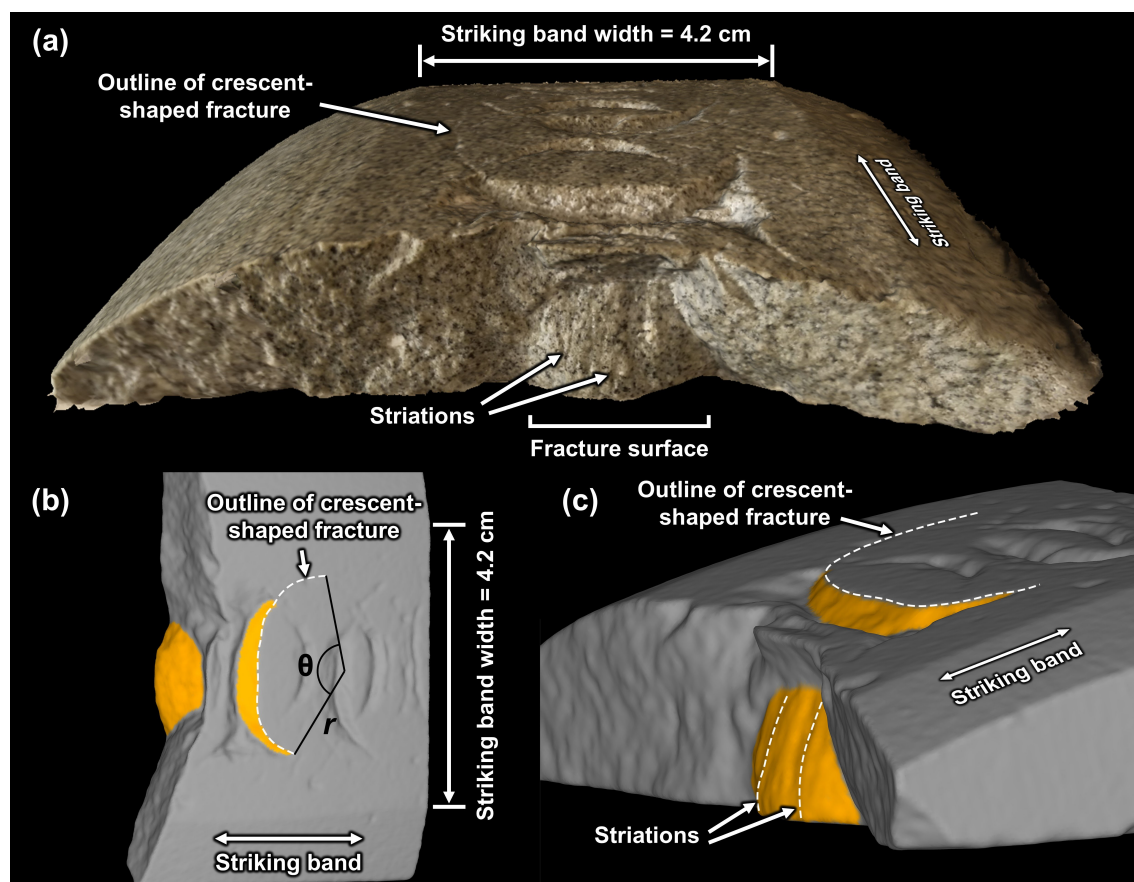 (a)
Striking band width = 4.2 cm
Outline of crescent-
shaped fracture
Striking band
Striations
Fracture surface
(b)
Outline of crescent-
shaped fracture
θ
r
Striking band width = 4.2 cm
Striking band
(c)
Outline of crescent-
shaped fracture
Striking band
Striations